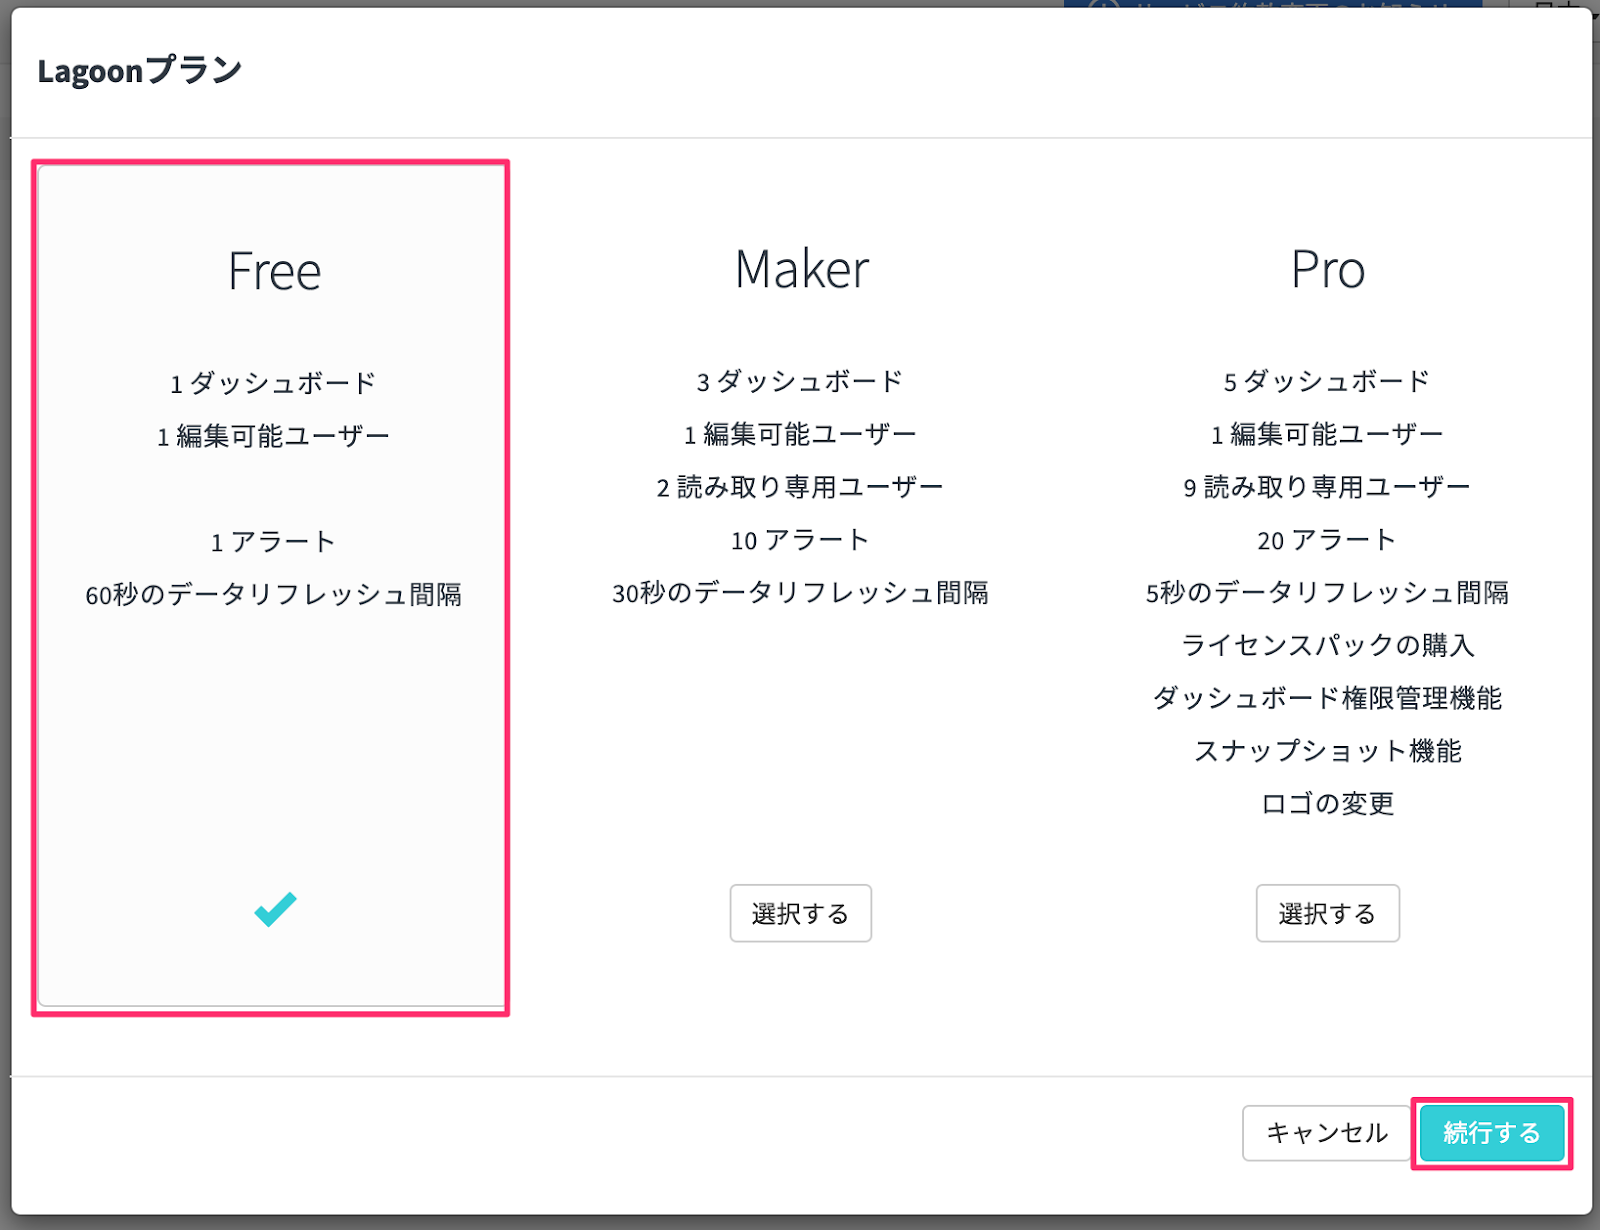 Lagoonプラン
Free
1 ダッシュボード
1 編集可能ユーザー
1 アラート
60秒のデータリフレッシュ間隔
Maker
3 ダッシュボード
1 編集可能ユーザー
2 読み取り専用ユーザー
10 アラート
30秒のデータリフレッシュ間隔
選択する
Pro
5 ダッシュボード
1 編集可能ユーザー
9 読み取り専用ユーザー
20 アラート
5秒のデータリフレッシュ間隔
ライセンスパックの購入
ダッシュボード権限管理機能
スナップショット機能
ロゴの変更
選択する
キャンセル
続行する